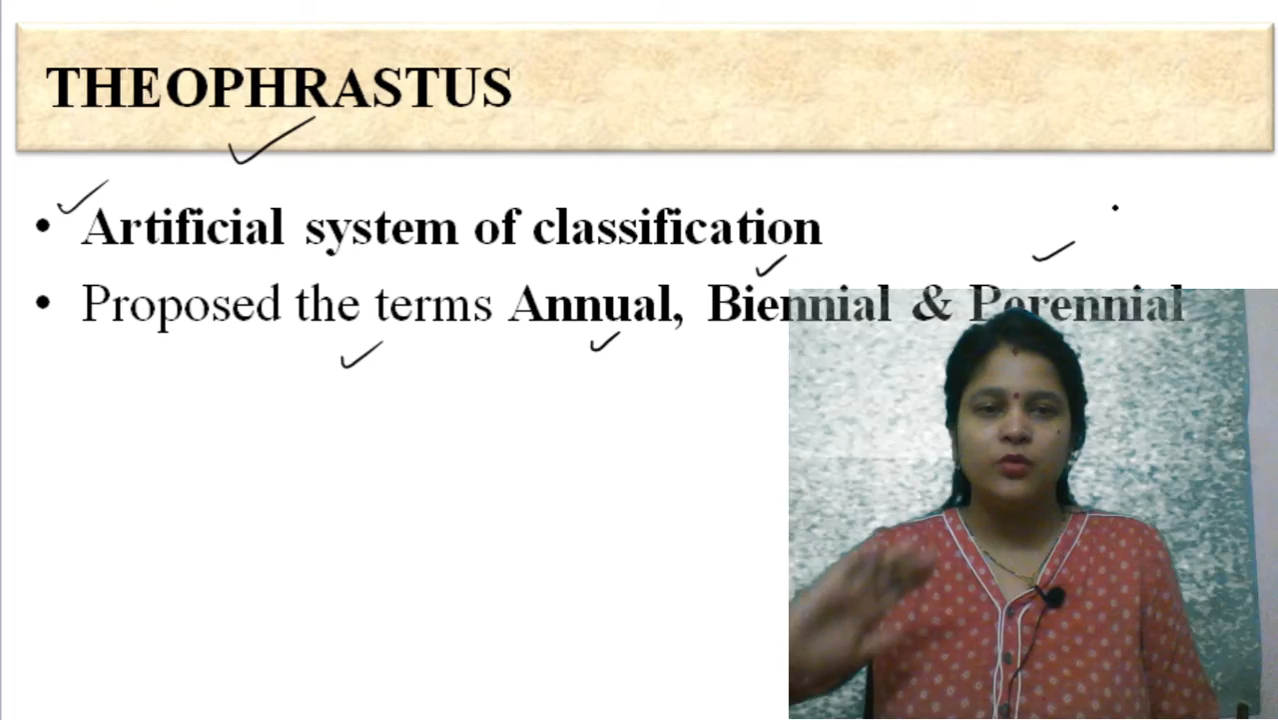 THEOPHRASTUS
• Artificial system of classification
• Proposed the terms Annual, Biennial & Perennial